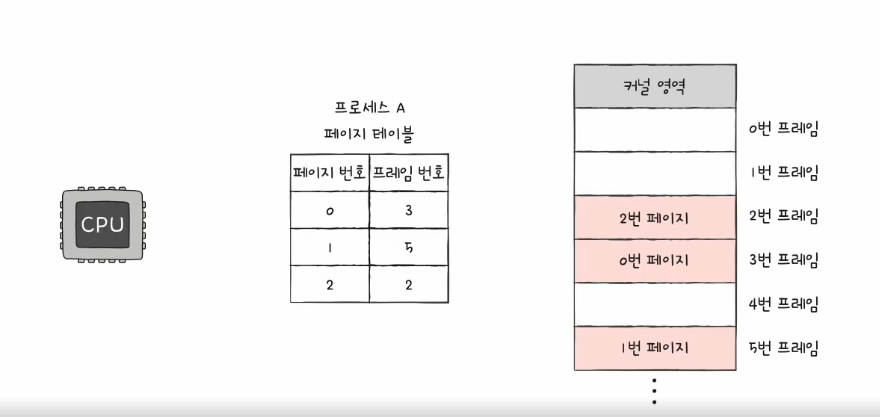 프로세스 A
페이지 테이블
페이지 번호 프레임 번호
0 3
1 5
2 2
CPU
커널 영역
0번 프레임
1번 프레임
2번 페이지 2번 프레임
0번 페이지 3번 프레임
4번 프레임
1번 페이지 5번 프레임